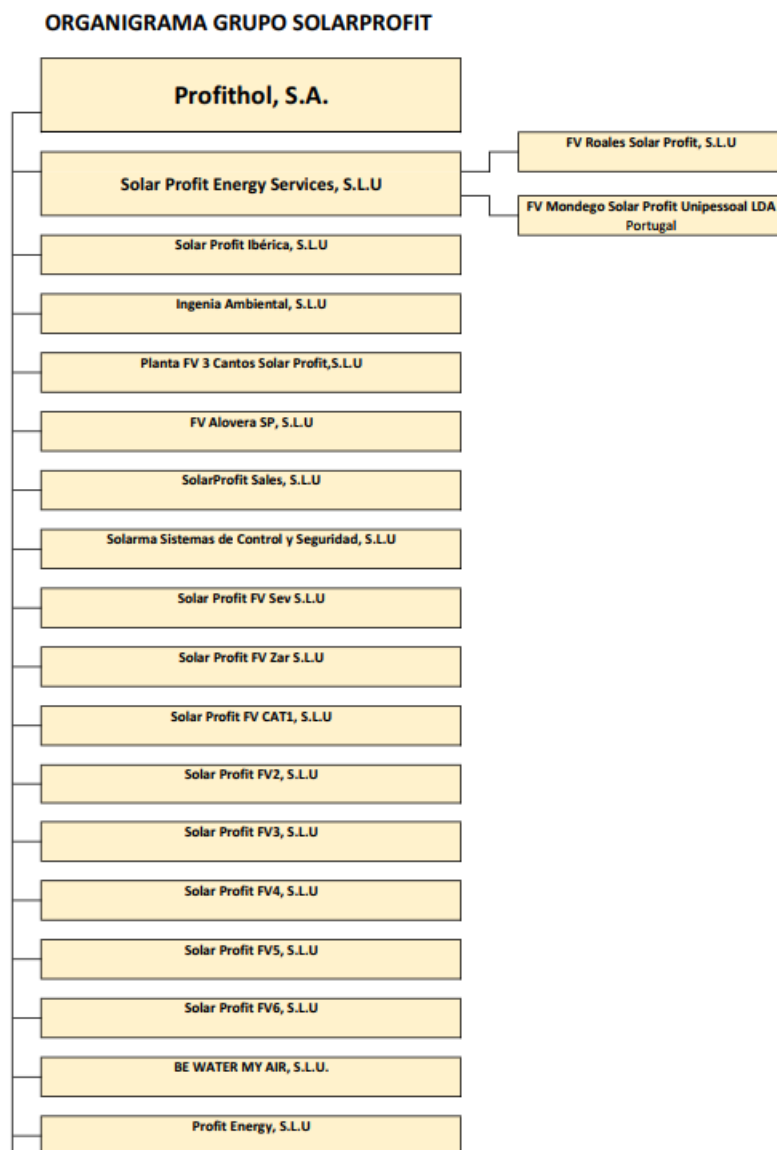 ORGANIGRAMA GRUPO SOLARPROFIT
Profithol, S.A.
Solar Profit Energy Services, S.L.U
FV Roales Solar Profit, S.L.U
FV Mondego Solar Profit Unipessoal LDA
Portugal
Solar Profit Ibérica, S.L.U
Ingenia Ambiental, S.L.U
Planta FV 3 Cantos Solar Profit,S.L.U
FV Alovera SP, S.L.U
SolarProfit Sales, S.L.U
Solarma Sistemas de Control y Seguridad, S.L.U
Solar Profit FV Sev S.L.U
Solar Profit FV Zar S.L.U
Solar Profit FV CAT1, S.L.U
Solar Profit FV2, S.L.U
Solar Profit FV3, S.L.U
Solar Profit FV4, S.L.U
Solar Profit FV5, S.L.U
Solar Profit FV6, S.L.U
BE WATER MY AIR, S.L.U.
Profit Energy, S.L.U